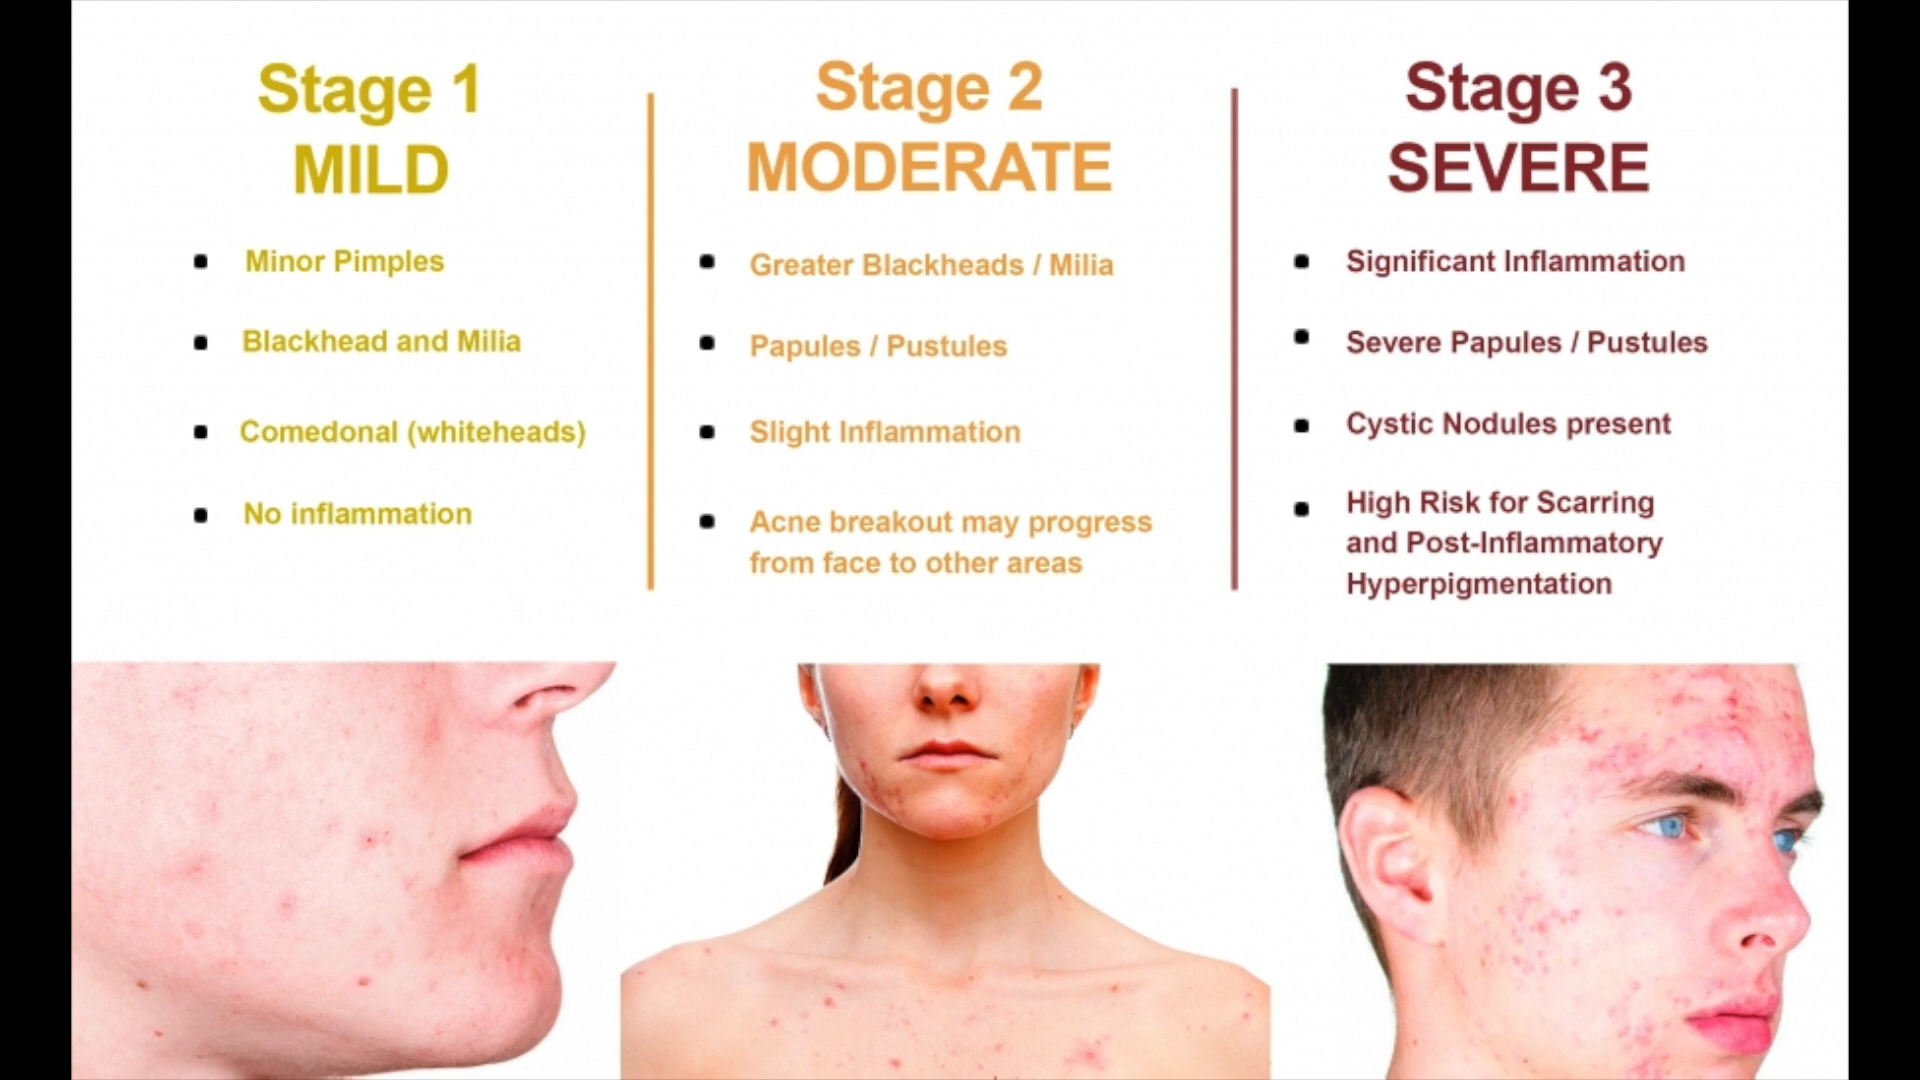 Stage 1
MILD
Minor Pimples
Blackhead and Milia
Comedonal (whiteheads)
No inflammation
Stage 2
MODERATE
Greater Blackheads / Milia
Papules / Pustules
Slight Inflammation
Acne breakout may progress
from face to other areas
Stage 3
SEVERE
Significant Inflammation
Severe Papules / Pustules
Cystic Nodules present
High Risk for Scarring
and Post-Inflammatory
Hyperpigmentation